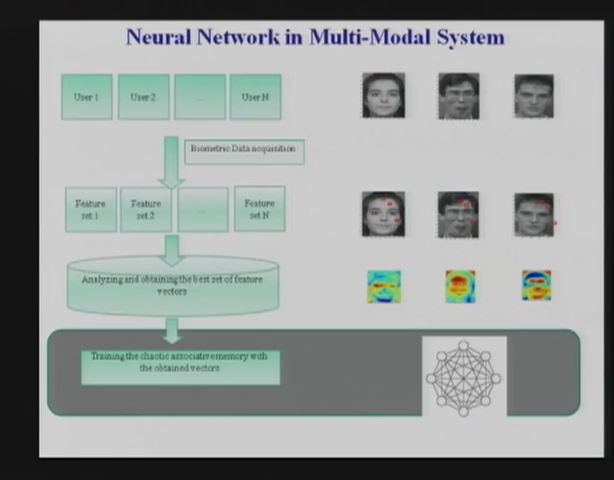 Neural Network in Multi-Modal System
User 1
User 2
...
User N
Biometric Data acquisition
Feature
set 1
Feature
set 2
...
Feature
set N
Analyzing and obtaining the best set of feature
vectors
Training the chaotic associative memory with
the obtained vectors